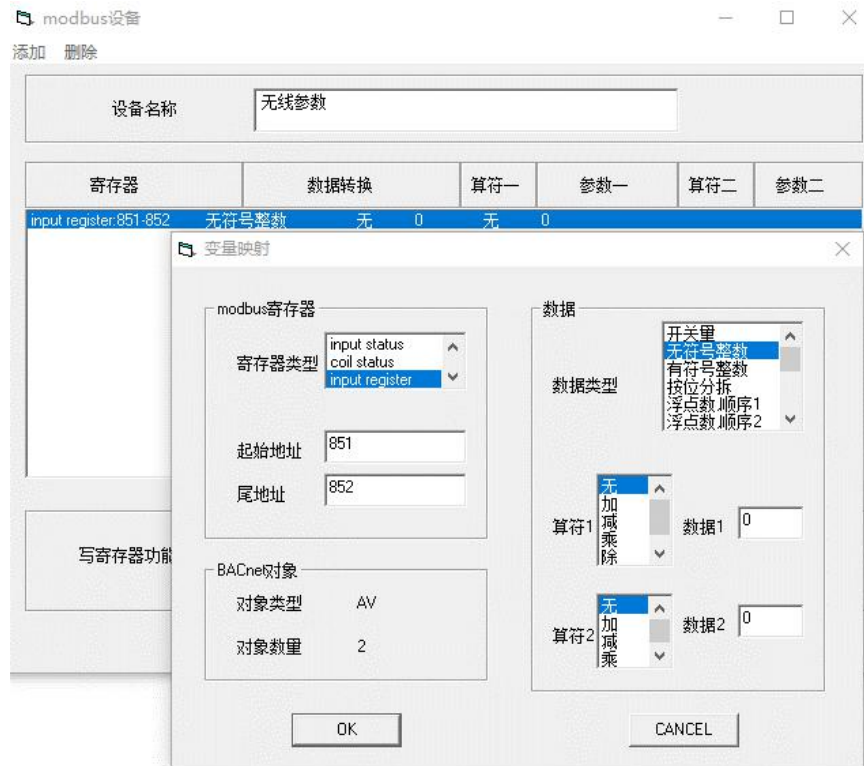 modbus设备
添加 删除
设备名称 无线参数
寄存器 数据转换 算符一 参数一 算符二 参数二
input register:851-852 无符号整数 无 0 无 0
变量映射
modbus寄存器
寄存器类型
input status
coil status
input register
起始地址 851
尾地址 852
BACnet对象
对象类型 AV
对象数量 2
数据
数据类型
开关量
无符号整数
有符号整数
按位分拆
浮点数顺序1
浮点数顺序2
算符1
无
加
减
乘
除
数据1 0
算符2
无
加
减
乘
数据2 0
写寄存器功能
OK CANCEL